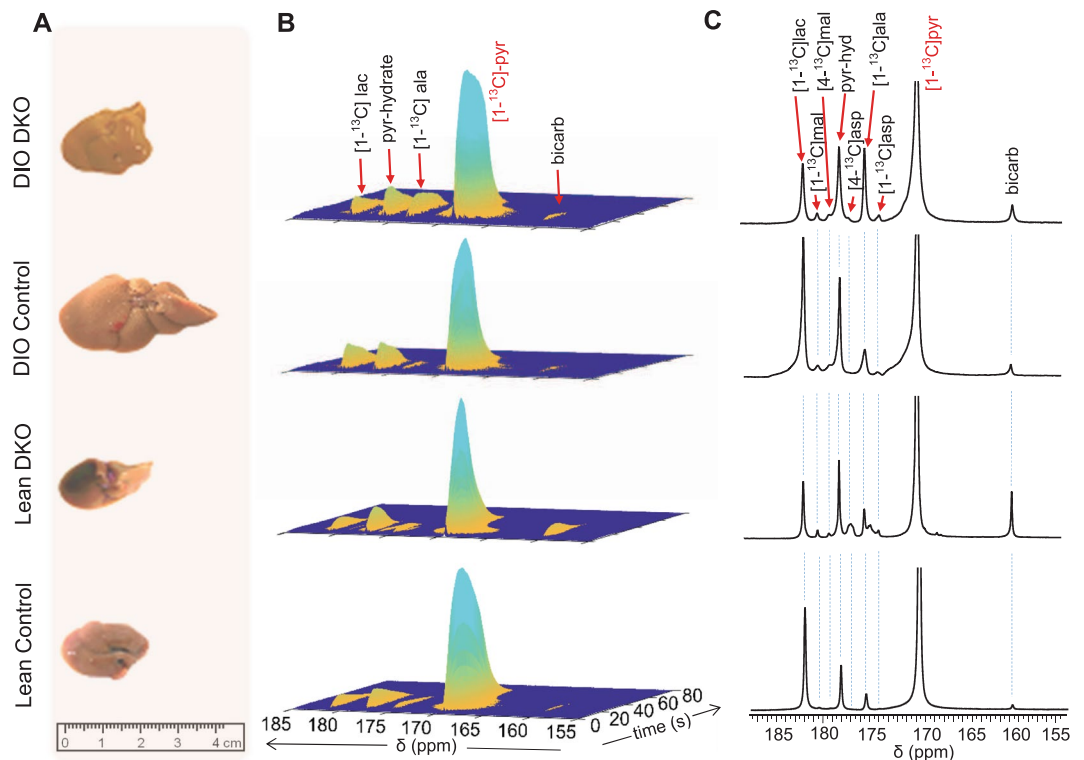 A
B
C
DIO DKO
DIO Control
Lean DKO
Lean Control
0 1 2 3 4 cm
[1-¹³C] lac
pyr-hydrate
[1-¹³C] ala
[1-¹³C]-pyr
bicarb
185 180 175 170 165 160 155
δ (ppm)
0 20 40 60 80
time (s)
[1-¹³C]lac
[1-¹³C]mal
[4-¹³C]mal
pyr-hyd
[4-¹³C]asp
[1-¹³C]ala
[1-¹³C]asp
[1-¹³C]pyr
bicarb
185 180 175 170 165 160 155
δ (ppm)